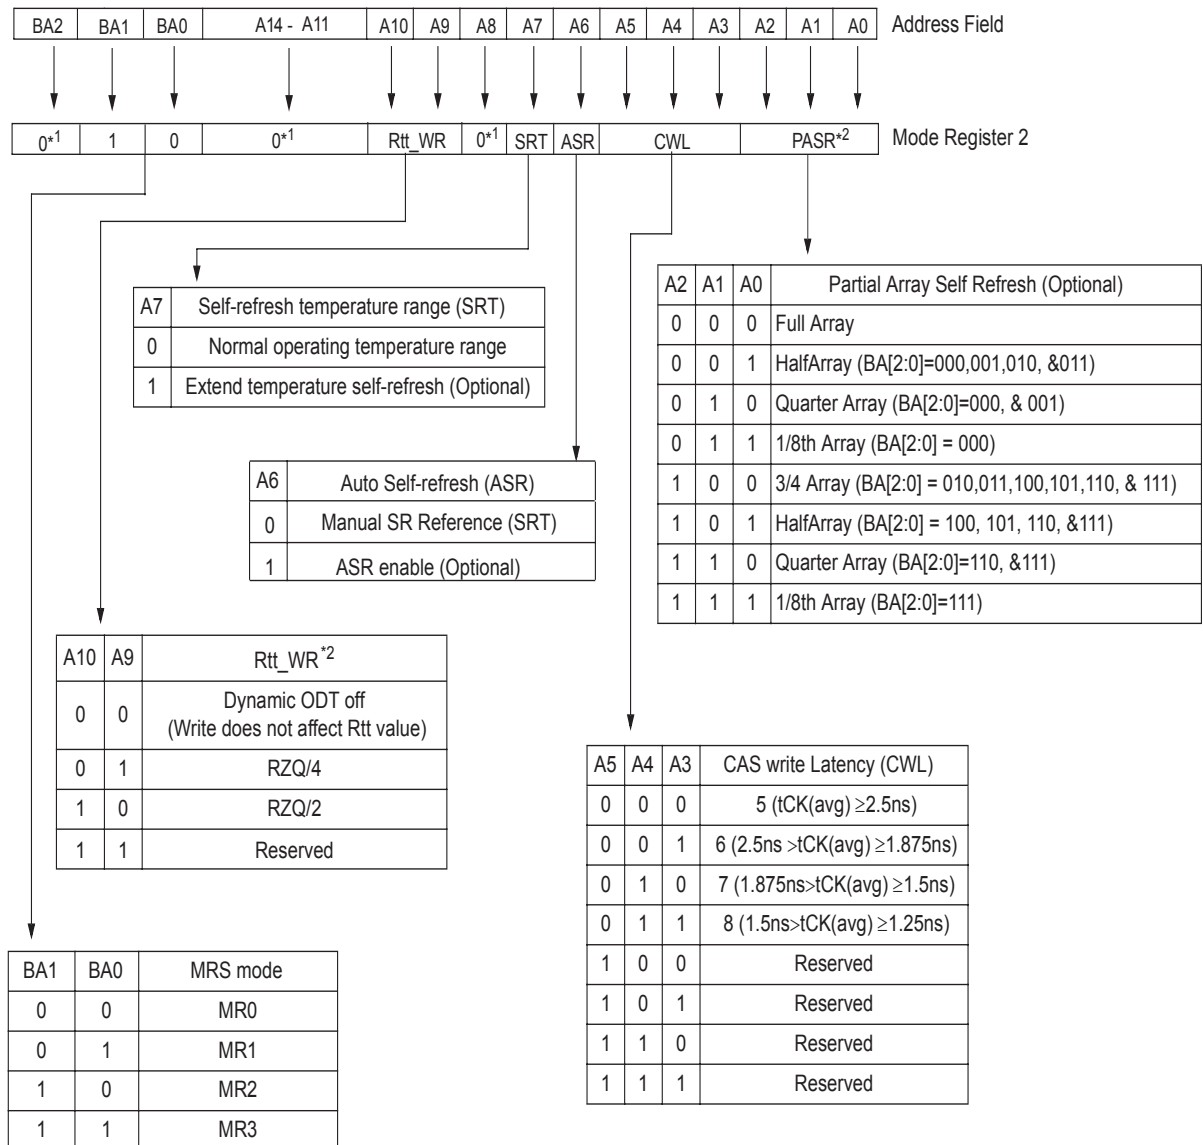 BA2 BA1 BA0 A14 - A11 A10 A9 A8 A7 A6 A5 A4 A3 A2 A1 A0 Address Field
0*1 1 0 0*1 Rtt_WR 0*1 SRT ASR CWL PASR*2 Mode Register 2
A7 Self-refresh temperature range (SRT)
0 Normal operating temperature range
1 Extend temperature self-refresh (Optional)
A2 A1 A0 Partial Array Self Refresh (Optional)
0 0 0 Full Array
0 0 1 HalfArray (BA[2:0]=000,001,010, &011)
0 1 0 Quarter Array (BA[2:0]=000, & 001)
0 1 1 1/8th Array (BA[2:0] = 000)
1 0 0 3/4 Array (BA[2:0] = 010,011,100,101,110, & 111)
1 0 1 HalfArray (BA[2:0] = 100, 101, 110, &111)
1 1 0 Quarter Array (BA[2:0]=110, &111)
1 1 1 1/8th Array (BA[2:0]=111)
A6 Auto Self-refresh (ASR)
0 Manual SR Reference (SRT)
1 ASR enable (Optional)
A10 A9 Rtt_WR*2
0 0 Dynamic ODT off
(Write does not affect Rtt value)
0 1 RZQ/4
1 0 RZQ/2
1 1 Reserved
A5 A4 A3 CAS write Latency (CWL)
0 0 0 5 (tCK(avg) ≥2.5ns)
0 0 1 6 (2.5ns >tCK(avg) ≥1.875ns)
0 1 0 7 (1.875ns>tCK(avg) ≥1.5ns)
0 1 1 8 (1.5ns>tCK(avg) ≥1.25ns)
1 0 0 Reserved
1 0 1 Reserved
1 1 0 Reserved
1 1 1 Reserved
BA1 BA0 MRS mode
0 0 MR0
0 1 MR1
1 0 MR2
1 1 MR3